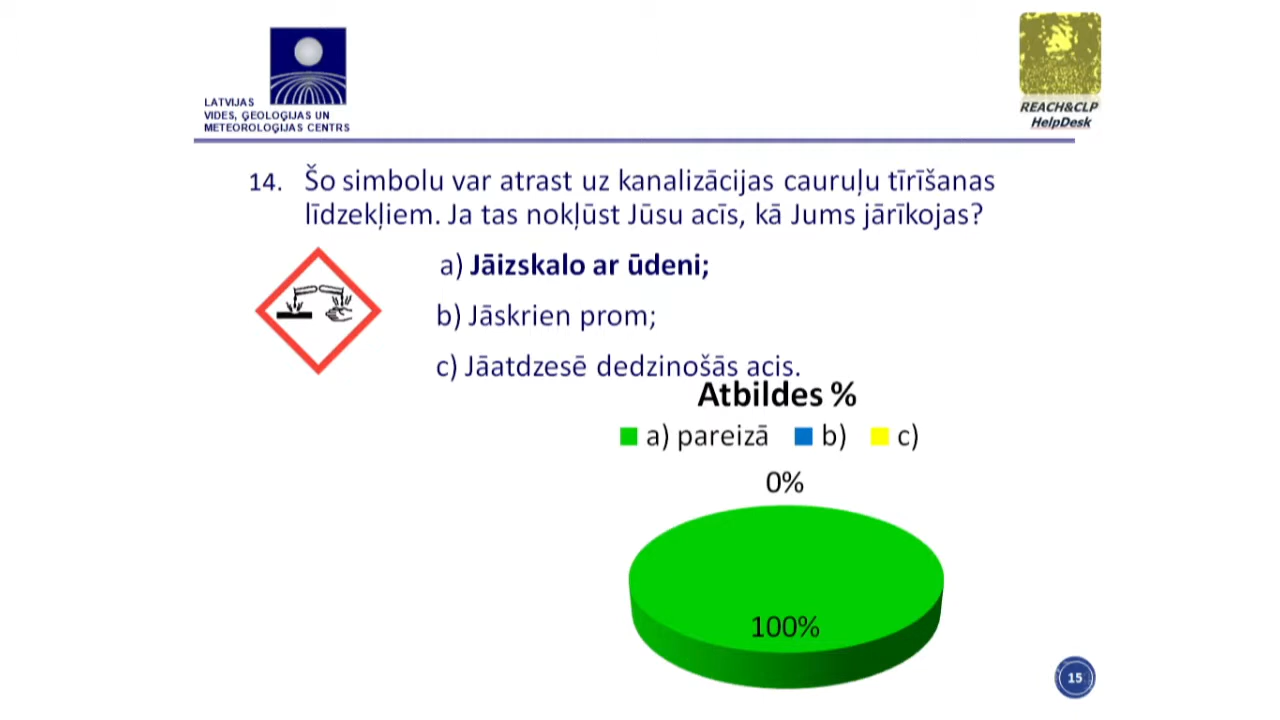 LATVIJAS
VIDES, ĢEOLOĢIJAS UN
METEOROLOĢIJAS CENTRS
REACH&CLP
HelpDesk
14. Šo simbolu var atrast uz kanalizācijas cauruļu tīrīšanas
līdzekļiem. Ja tas nokļūst Jūsu acīs, kā Jums jārīkojas?
a) Jāizskalo ar ūdeni;
b) Jāskrien prom;
c) Jāatdzesē dedzinošās acis.
Atbildes %
a) pareizā b) c)
0%
100%
15